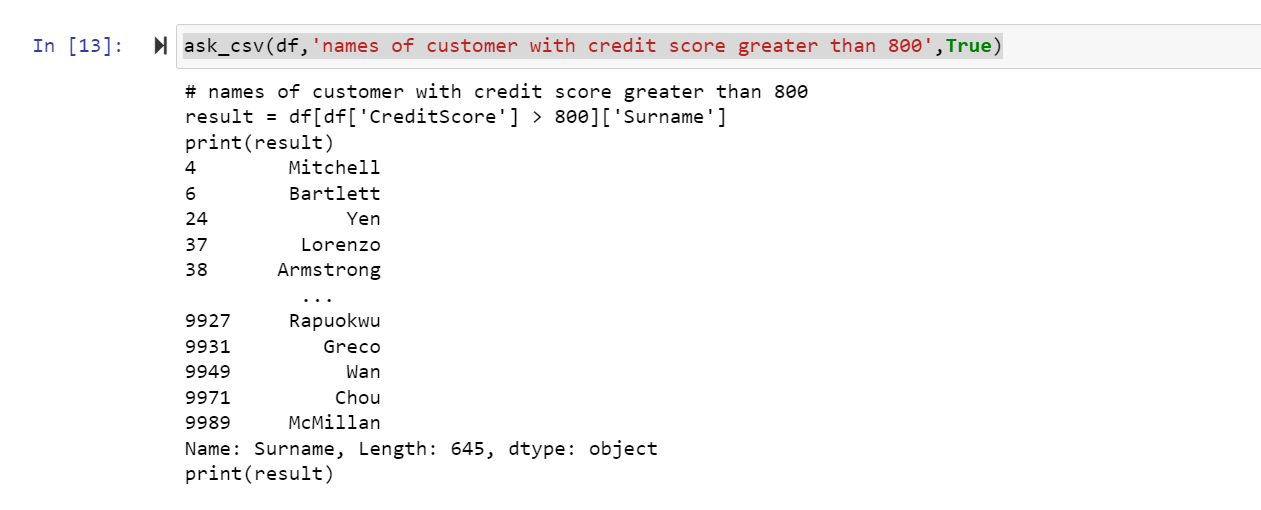 In [13]: ask_csv(df,'names of customer with credit score greater than 800',True)
# names of customer with credit score greater than 800
result = df[df['CreditScore'] > 800]['Surname']
print(result)
4        Mitchell
6        Bartlett
24            Yen
37        Lorenzo
38      Armstrong
          ...
9927     Rapuokwu
9931        Greco
9949          Wan
9971         Chou
9989     McMillan
Name: Surname, Length: 645, dtype: object
print(result)